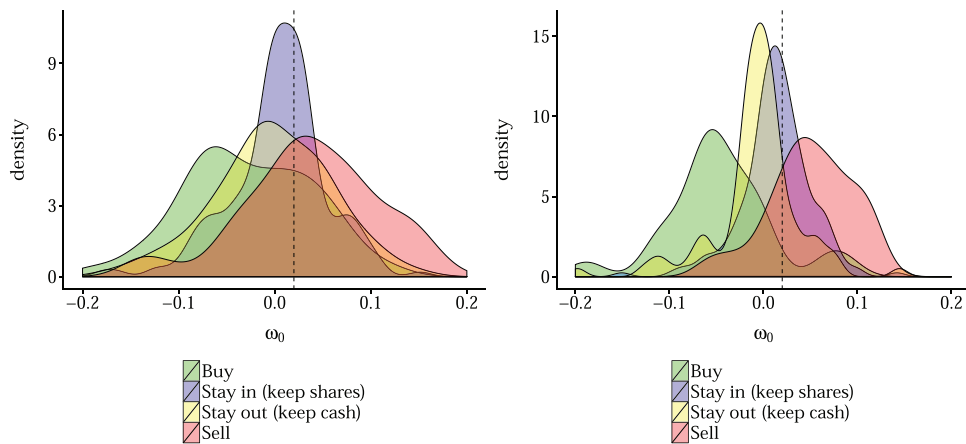 9
6
3
0
density
−0.2
−0.1
0.0
0.1
0.2
ω0
Buy
Stay in (keep shares)
Stay out (keep cash)
Sell
15
10
5
0
density
−0.2
−0.1
0.0
0.1
0.2
ω0
Buy
Stay in (keep shares)
Stay out (keep cash)
Sell